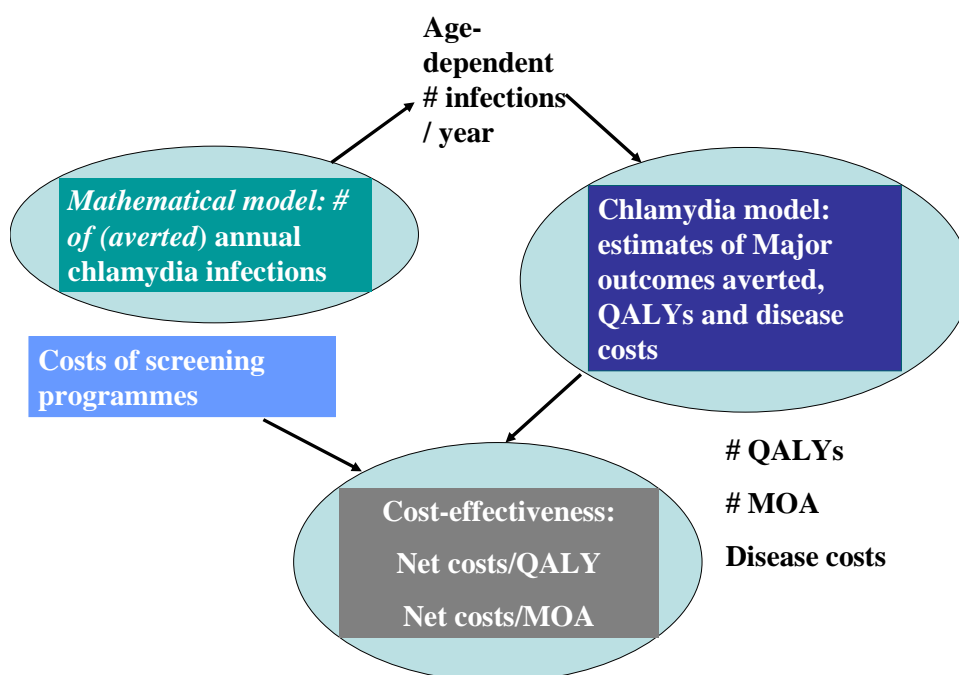 Age-
dependent
# infections
/ year
Mathematical model: #
of (averted) annual
chlamydia infections
Chlamydia model:
estimates of Major
outcomes averted,
QALYs and disease
costs
Costs of screening
programmes
# QALYs
# MOA
Disease costs
Cost-effectiveness:
Net costs/QALY
Net costs/MOA